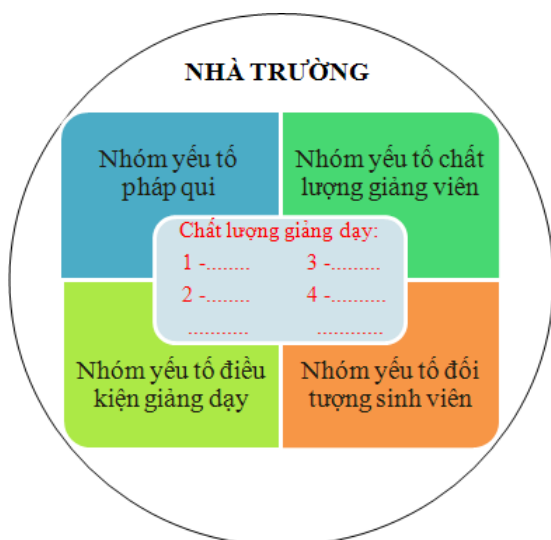 NHÀ TRƯỜNG
Nhóm yếu tố
pháp qui
Nhóm yếu tố chất
lượng giảng viên
Chất lượng giảng dạy:
1 -........ 3 -.........
2 -....... 4 -..........
........... ............
Nhóm yếu tố điều
kiện giảng dạy
Nhóm yếu tố đối
tượng sinh viên